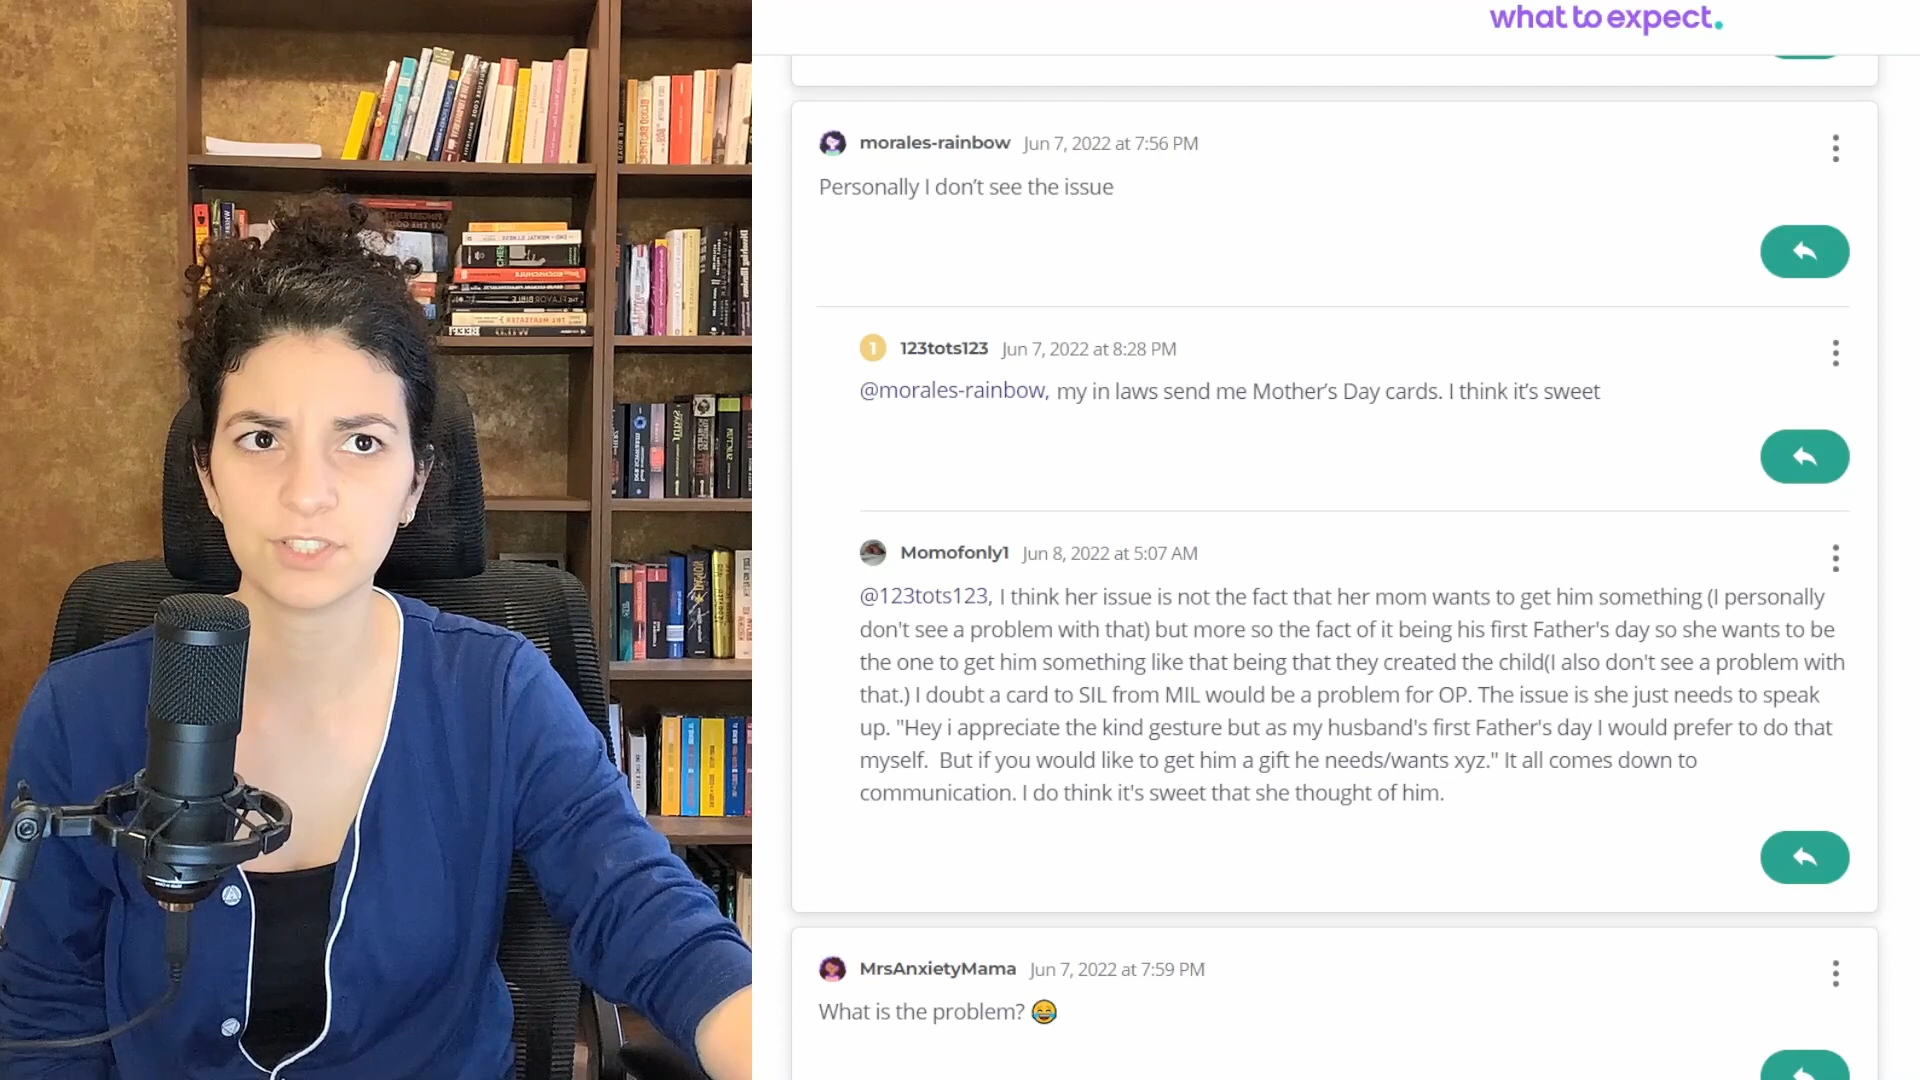 what to expect.
morales-rainbow Jun 7, 2022 at 7:56 PM
Personally I don't see the issue
1 123tots123 Jun 7, 2022 at 8:28 PM
@morales-rainbow, my in laws send me Mother's Day cards. I think it's sweet
Momofonly1 Jun 8, 2022 at 5:07 AM
@123tots123, I think her issue is not the fact that her mom wants to get him something (I personally
don't see a problem with that) but more so the fact of it being his first Father's day so she wants to be
the one to get him something like that being that they created the child(I also don't see a problem with
that.) I doubt a card to SIL from MIL would be a problem for OP. The issue is she just needs to speak
up. "Hey i appreciate the kind gesture but as my husband's first Father's day I would prefer to do that
myself.  But if you would like to get him a gift he needs/wants xyz." It all comes down to
communication. I do think it's sweet that she thought of him.
MrsAnxietyMama Jun 7, 2022 at 7:59 PM
What is the problem? 😂
THE FLAVOR BIBLE